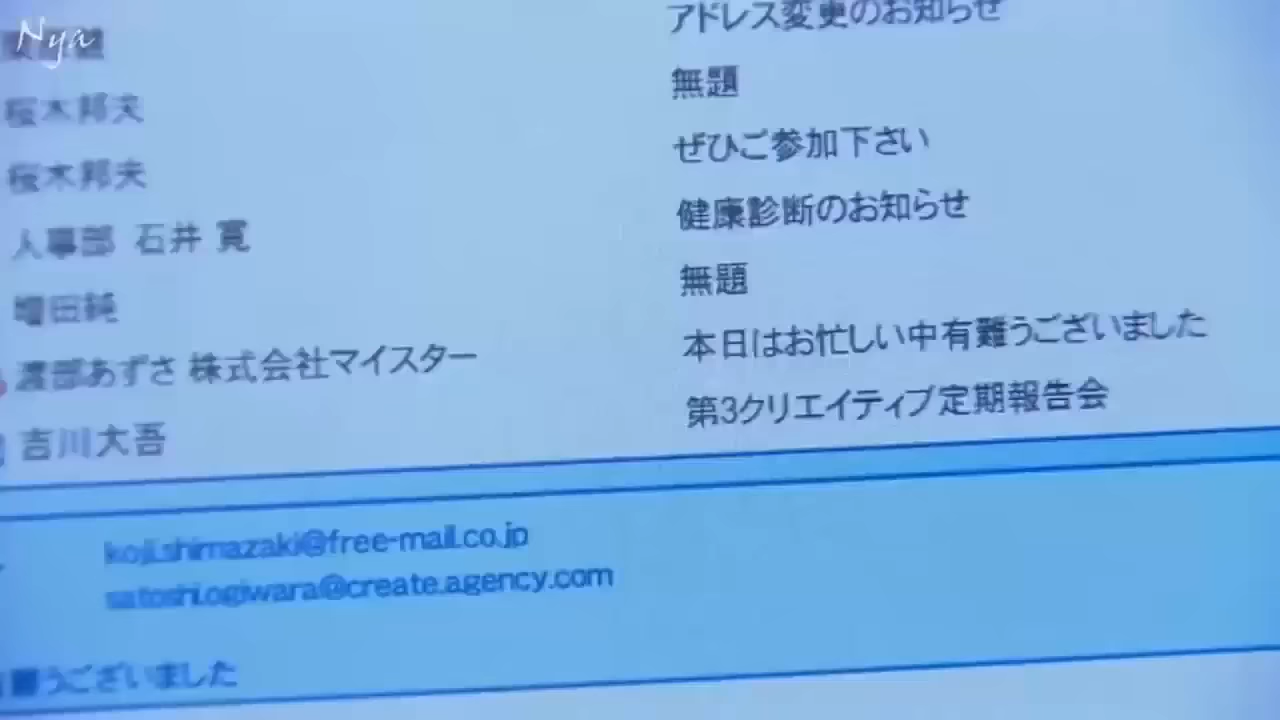 Nya
アドレス変更のお知らせ
桜木邦夫 無題
桜木邦夫 ぜひご参加下さい
人事部 石井 寛 健康診断のお知らせ
増田純 無題
渡部あずさ 株式会社マイスター 本日はお忙しい中有難うございました
吉川大吾 第3クリエイティブ定期報告会
koji.shimazaki@free-mail.co.jp
satoshi.ogiwara@create.agency.com
難うございました